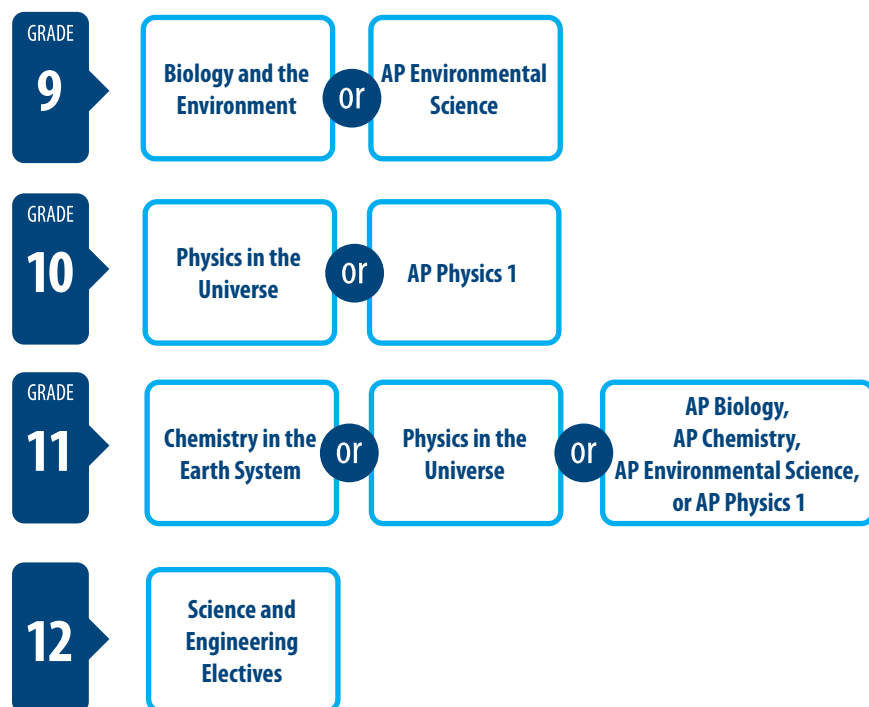 GRADE
9
Biology and the
Environment
or
AP Environmental
Science
GRADE
10
Physics in the
Universe
or
AP Physics 1
GRADE
11
Chemistry in the
Earth System
or
Physics in the
Universe
or
AP Biology,
AP Chemistry,
AP Environmental Science,
or AP Physics 1
12
Science and
Engineering
Electives